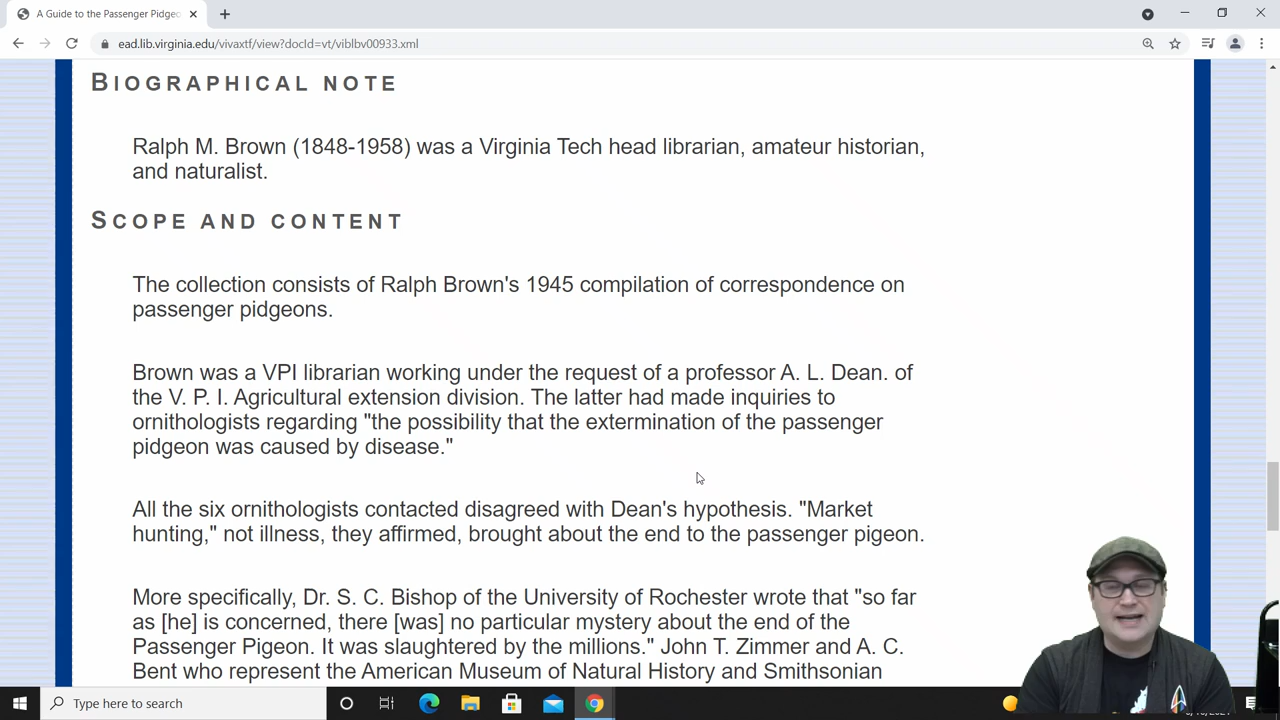 A Guide to the Passenger Pidge
ead.lib.virginia.edu/vivaxtf/view?docId=vt/viblbv00933.xml
BIOGRAPHICAL NOTE
Ralph M. Brown (1848-1958) was a Virginia Tech head librarian, amateur historian,
and naturalist.
SCOPE AND CONTENT
The collection consists of Ralph Brown's 1945 compilation of correspondence on
passenger pidgeons.
Brown was a VPI librarian working under the request of a professor A. L. Dean. of
the V. P. I. Agricultural extension division. The latter had made inquiries to
ornithologists regarding "the possibility that the extermination of the passenger
pidgeon was caused by disease."
All the six ornithologists contacted disagreed with Dean's hypothesis. "Market
hunting," not illness, they affirmed, brought about the end to the passenger pigeon.
More specifically, Dr. S. C. Bishop of the University of Rochester wrote that "so far
as [he] is concerned, there [was] no particular mystery about the end of the
Passenger Pigeon. It was slaughtered by the millions." John T. Zimmer and A. C.
Bent who represent the American Museum of Natural History and Smithsonian
Type here to search